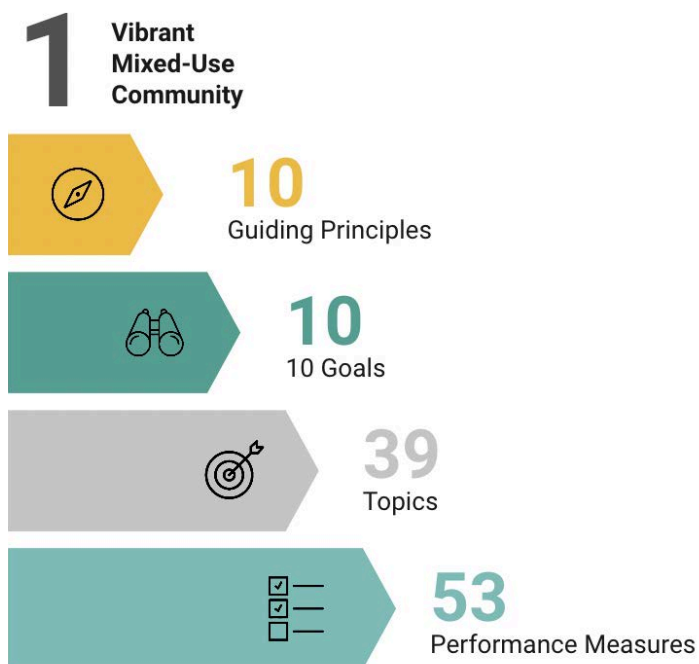 1
Vibrant
Mixed-Use
Community
10
Guiding Principles
10
10 Goals
39
Topics
53
Performance Measures